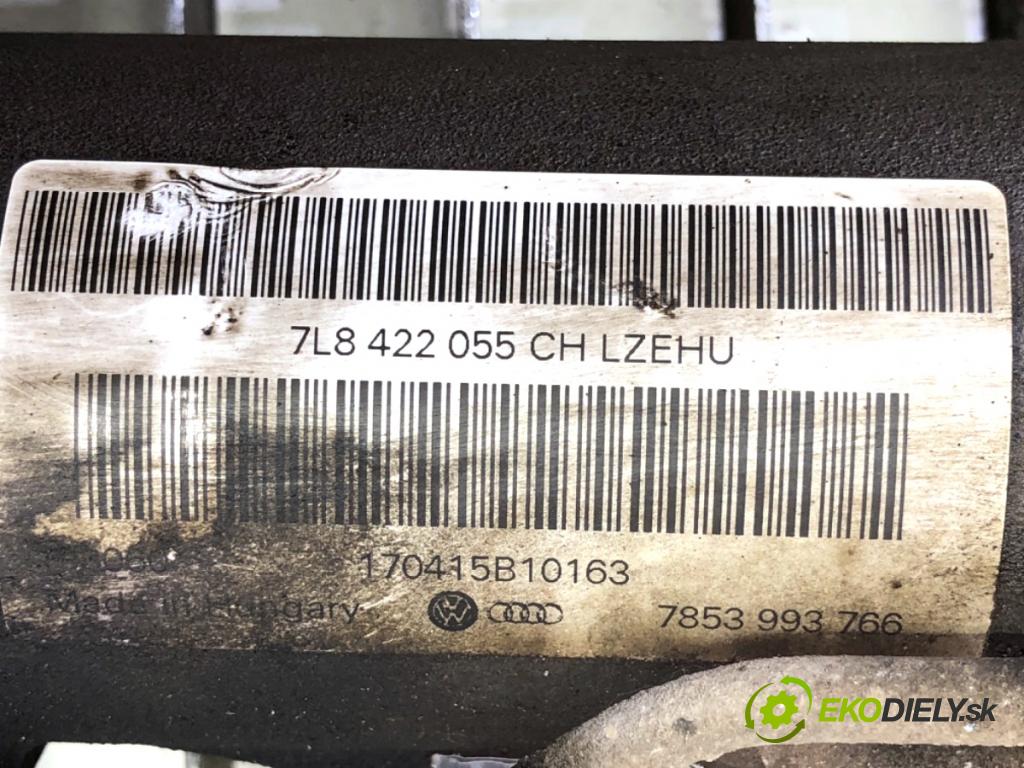 7L8 422 055 CH LZEHU
170415B10163
Made in Hungary
7853 993 766
EKODIELY.sk